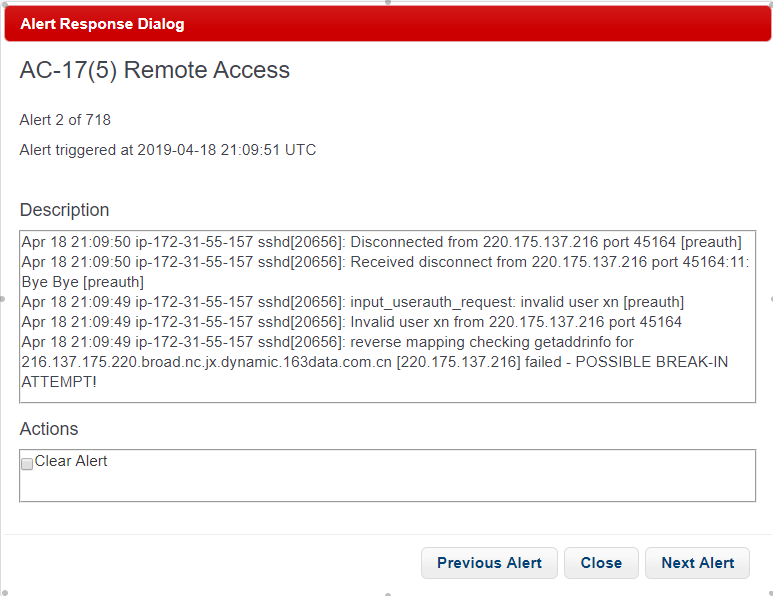 Alert Response Dialog
AC-17(5) Remote Access
Alert 2 of 718
Alert triggered at 2019-04-18 21:09:51 UTC
Description
Apr 18 21:09:50 ip-172-31-55-157 sshd[20656]: Disconnected from 220.175.137.216 port 45164 [preauth]
Apr 18 21:09:50 ip-172-31-55-157 sshd[20656]: Received disconnect from 220.175.137.216 port 45164:11:
Bye Bye [preauth]
Apr 18 21:09:49 ip-172-31-55-157 sshd[20656]: input_userauth_request: invalid user xn [preauth]
Apr 18 21:09:49 ip-172-31-55-157 sshd[20656]: Invalid user xn from 220.175.137.216 port 45164
Apr 18 21:09:49 ip-172-31-55-157 sshd[20656]: reverse mapping checking getaddrinfo for
216.137.175.220.broad.nc.jx.dynamic.163data.com.cn [220.175.137.216] failed - POSSIBLE BREAK-IN
ATTEMPT!
Actions
Clear Alert
Previous Alert Close Next Alert